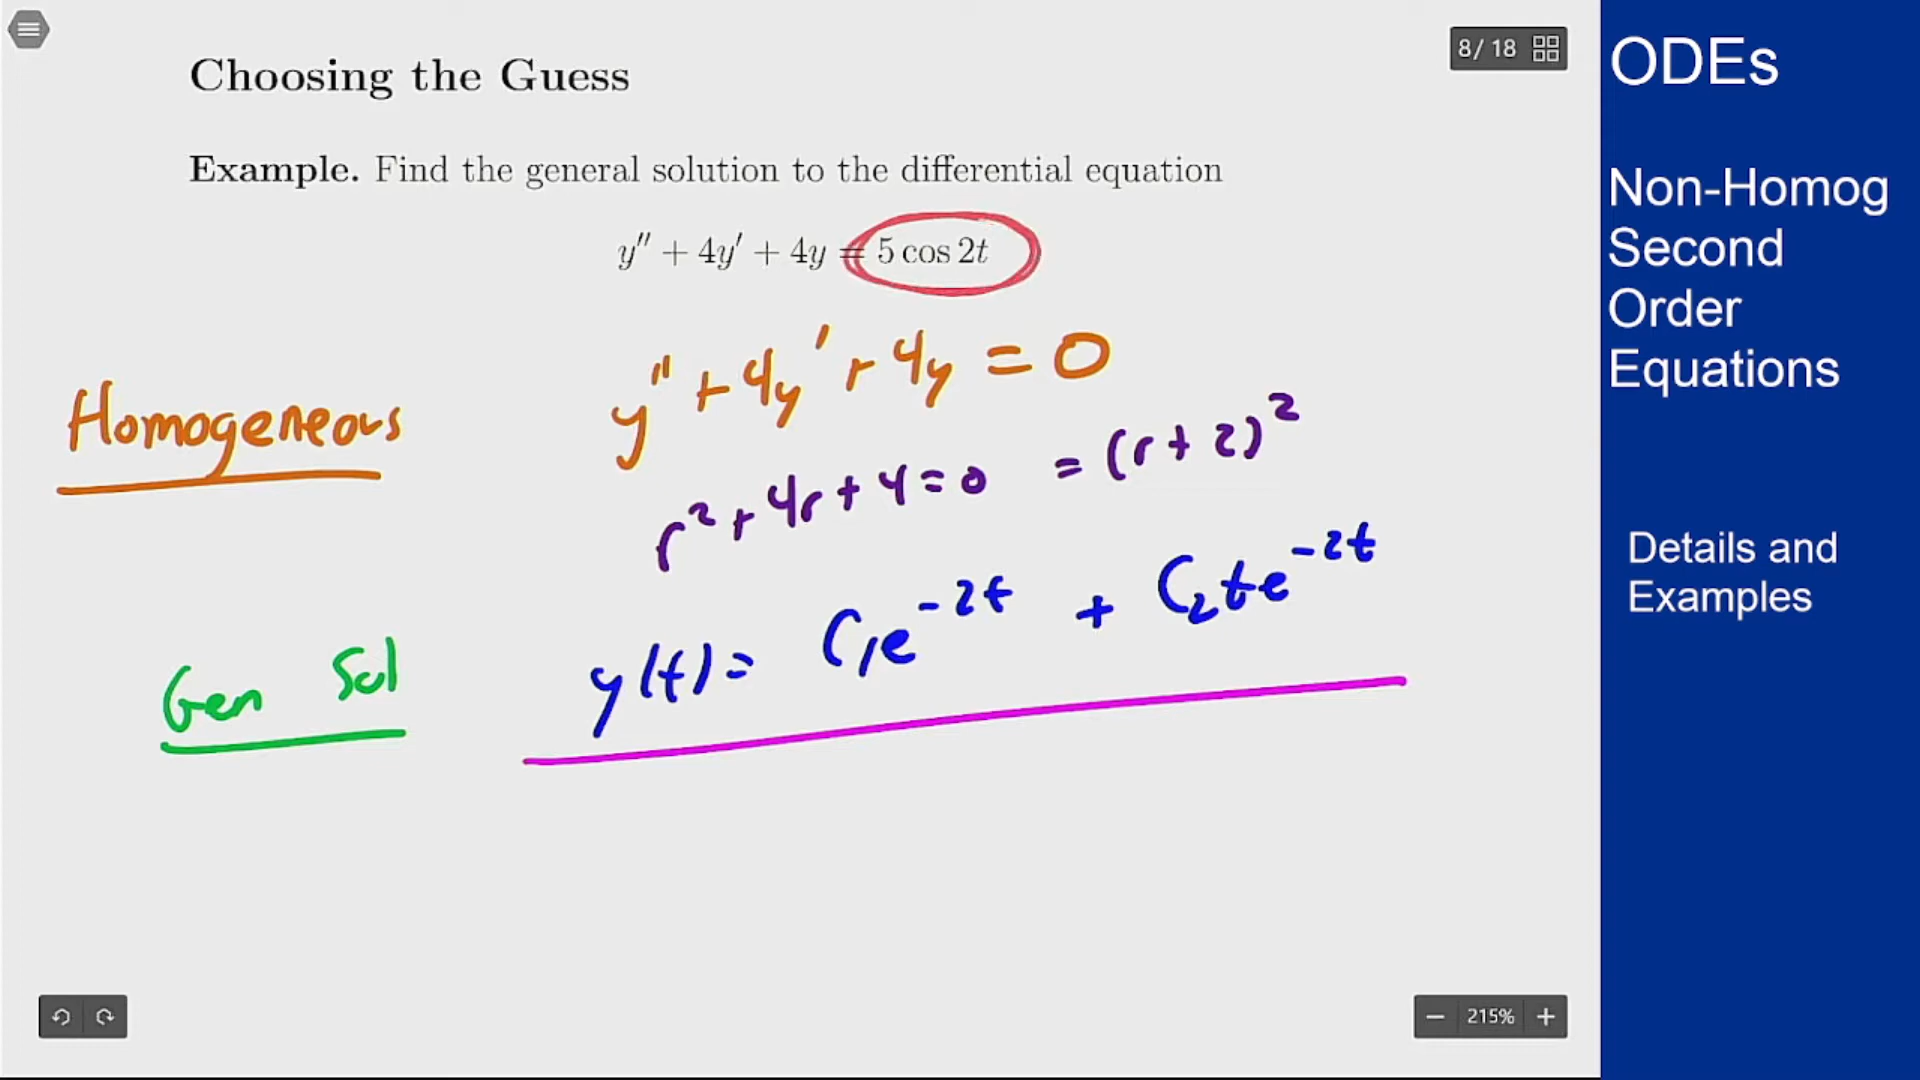 Choosing the Guess
8 / 18
Example. Find the general solution to the differential equation
y″ + 4y′ + 4y = 5 cos 2t
Homogeneous
y″ + 4y′ + 4y = 0
r² + 4r + 4 = 0 = (r + 2)²
Gen Sol
y(t) = C₁e⁻²ᵗ + C₂te⁻²ᵗ
215%
ODEs
Non-Homog
Second
Order
Equations
Details and
Examples